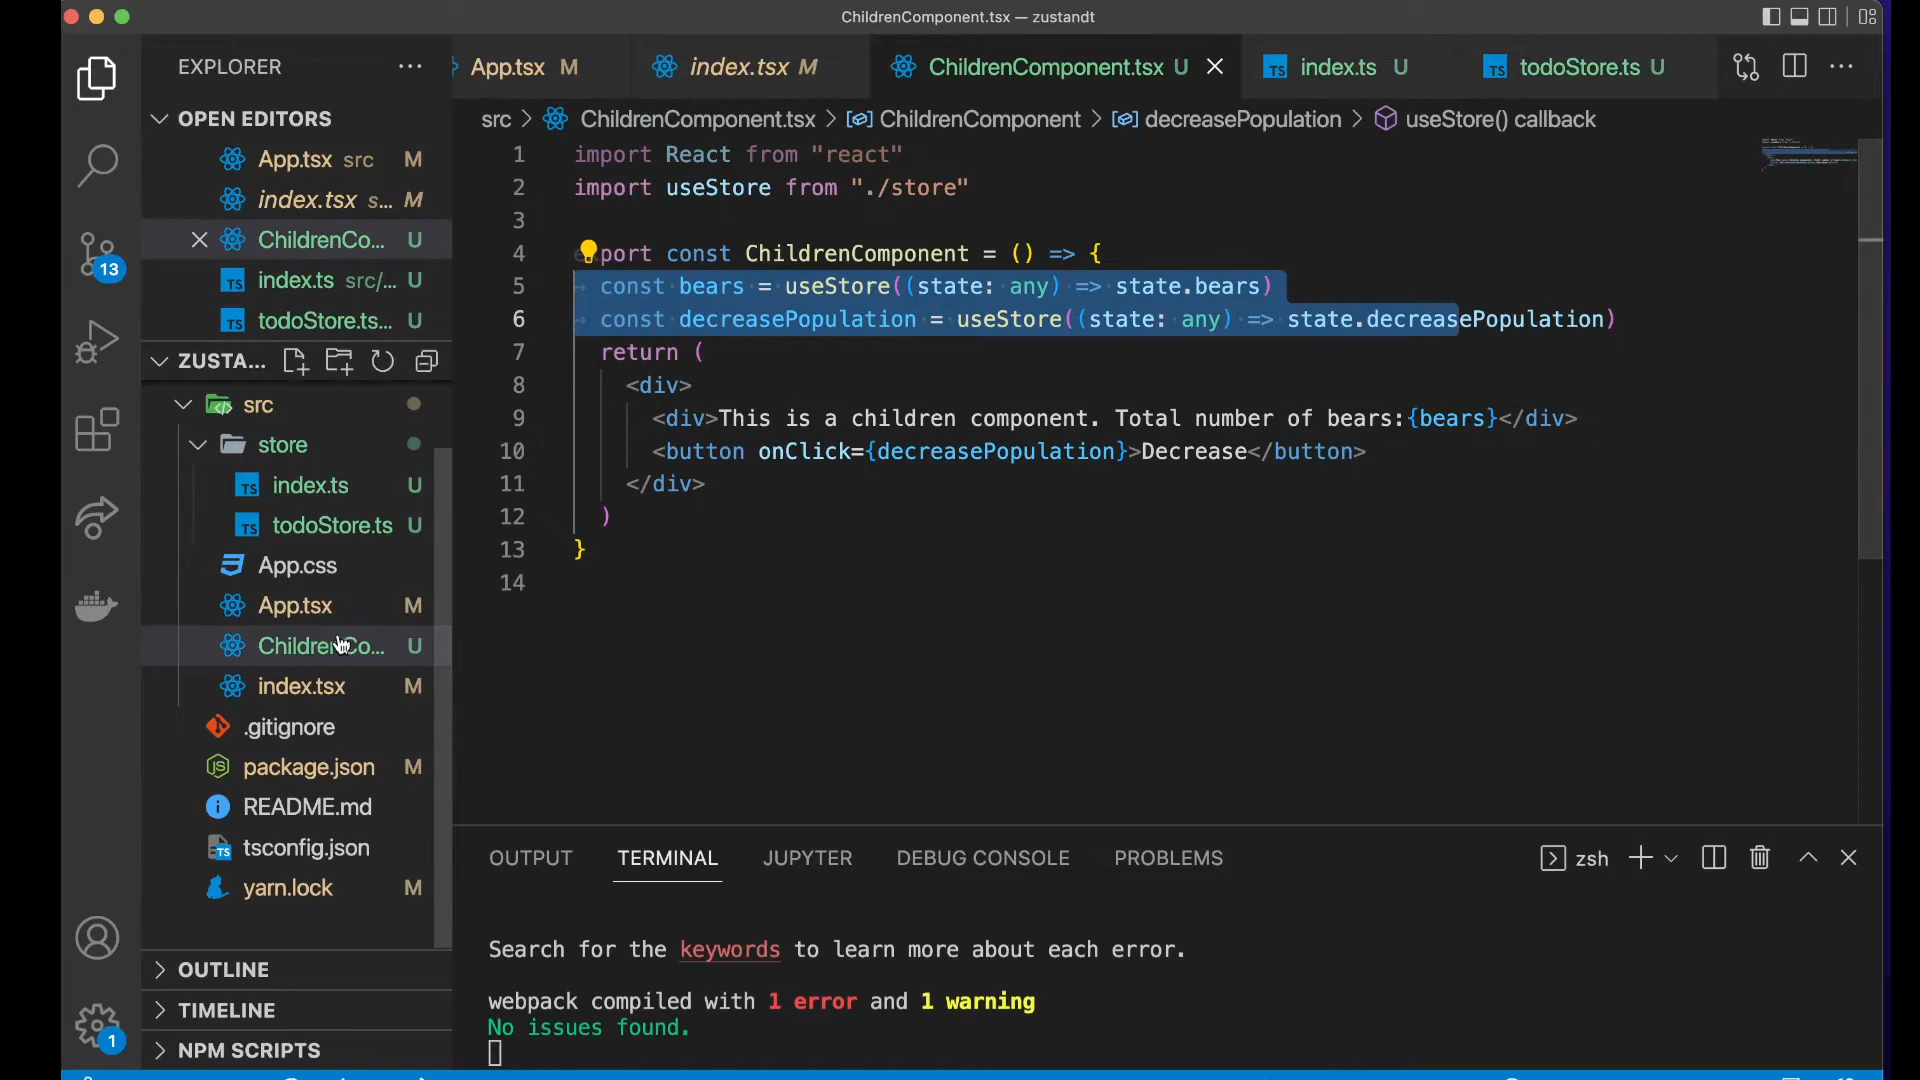 ChildrenComponent.tsx — zustandt
EXPLORER
App.tsx M
index.tsx M
ChildrenComponent.tsx U
index.ts U
todoStore.ts U
OPEN EDITORS
App.tsx src M
index.tsx s... M
ChildrenCo... U
index.ts src/... U
todoStore.ts... U
ZUSTA...
src
store
index.ts U
todoStore.ts U
App.css
App.tsx M
ChildrenCo... U
index.tsx M
.gitignore
package.json M
README.md
tsconfig.json
yarn.lock M
OUTLINE
TIMELINE
NPM SCRIPTS
13
1
src > ChildrenComponent.tsx > ChildrenComponent > decreasePopulation > useStore() callback
1 import React from "react"
2 import useStore from "./store"
3
4 export const ChildrenComponent = () => {
5 const bears = useStore((state: any) => state.bears)
6 const decreasePopulation = useStore((state: any) => state.decreasePopulation)
7 return (
8 <div>
9 <div>This is a children component. Total number of bears:{bears}</div>
10 <button onClick={decreasePopulation}>Decrease</button>
11 </div>
12 )
13 }
14
OUTPUT TERMINAL JUPYTER DEBUG CONSOLE PROBLEMS
zsh
Search for the keywords to learn more about each error.
webpack compiled with 1 error and 1 warning
No issues found.